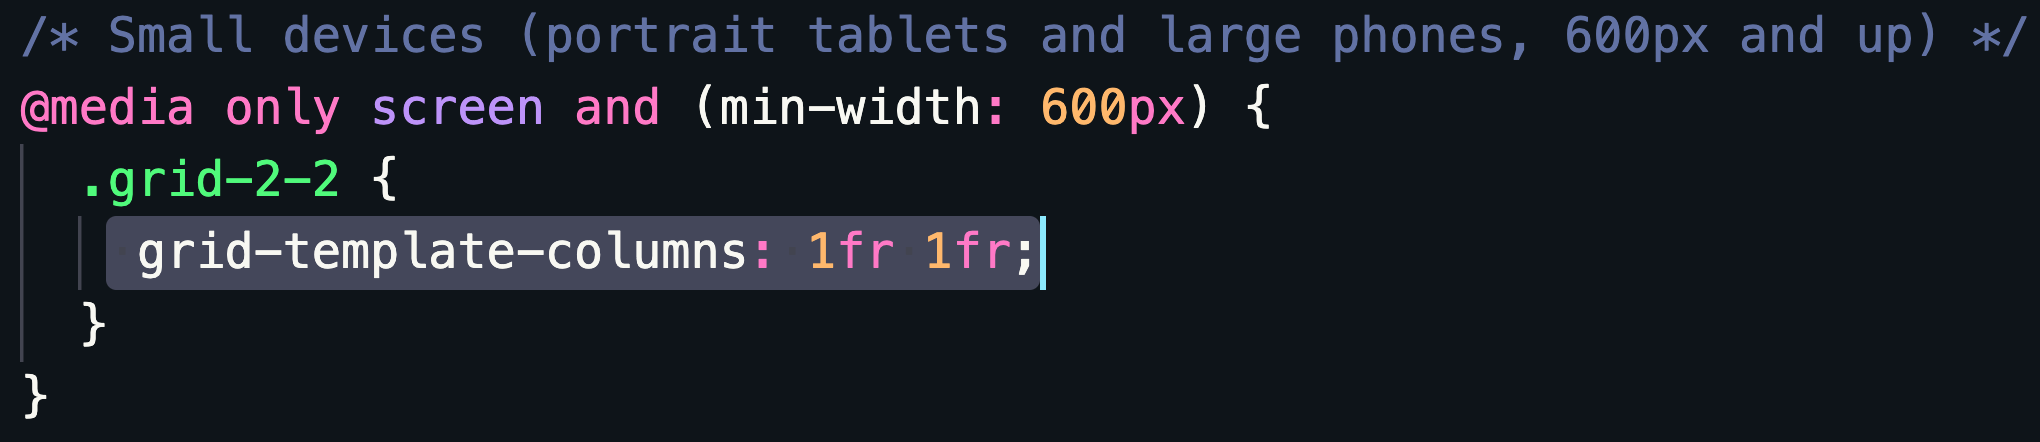 /* Small devices (portrait tablets and large phones, 600px and up) */
@media only screen and (min-width: 600px) {
  .grid-2-2 {
    grid-template-columns: 1fr 1fr;
  }
}